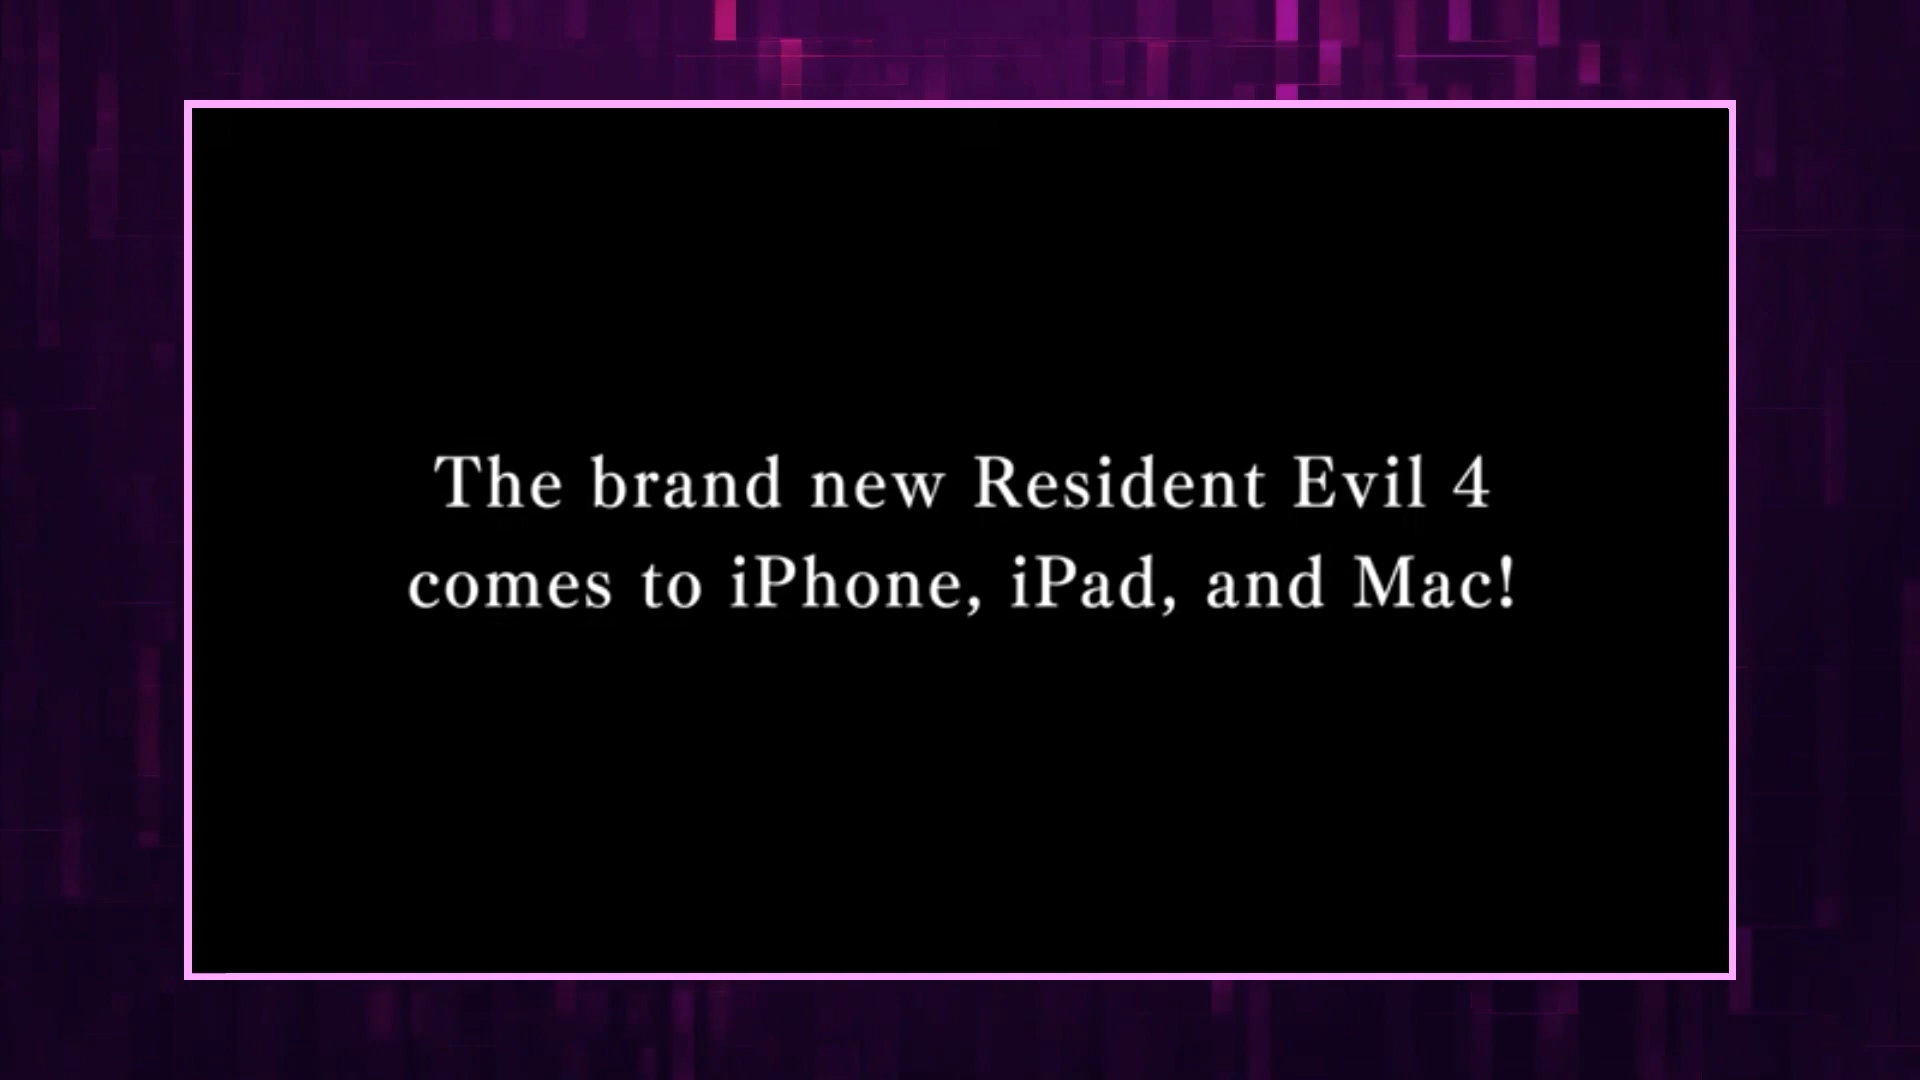 The brand new Resident Evil 4
comes to iPhone, iPad, and Mac!